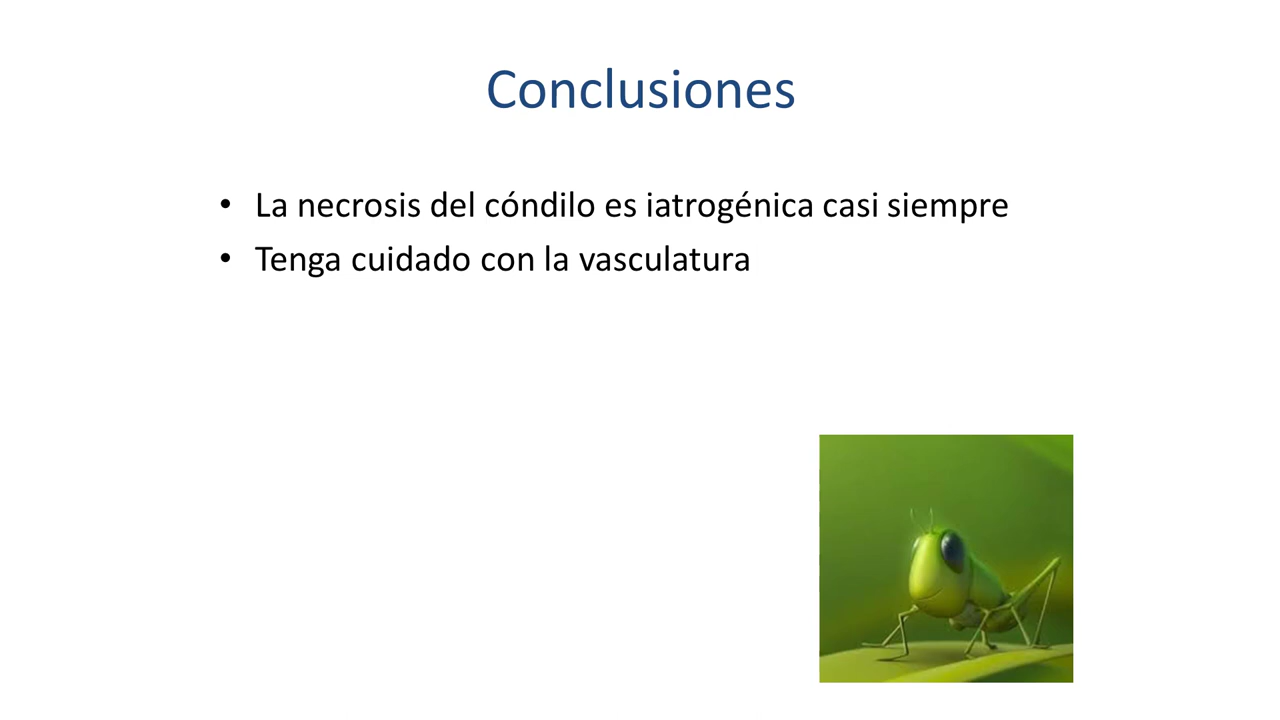 Conclusiones
• La necrosis del cóndilo es iatrogénica casi siempre
• Tenga cuidado con la vasculatura